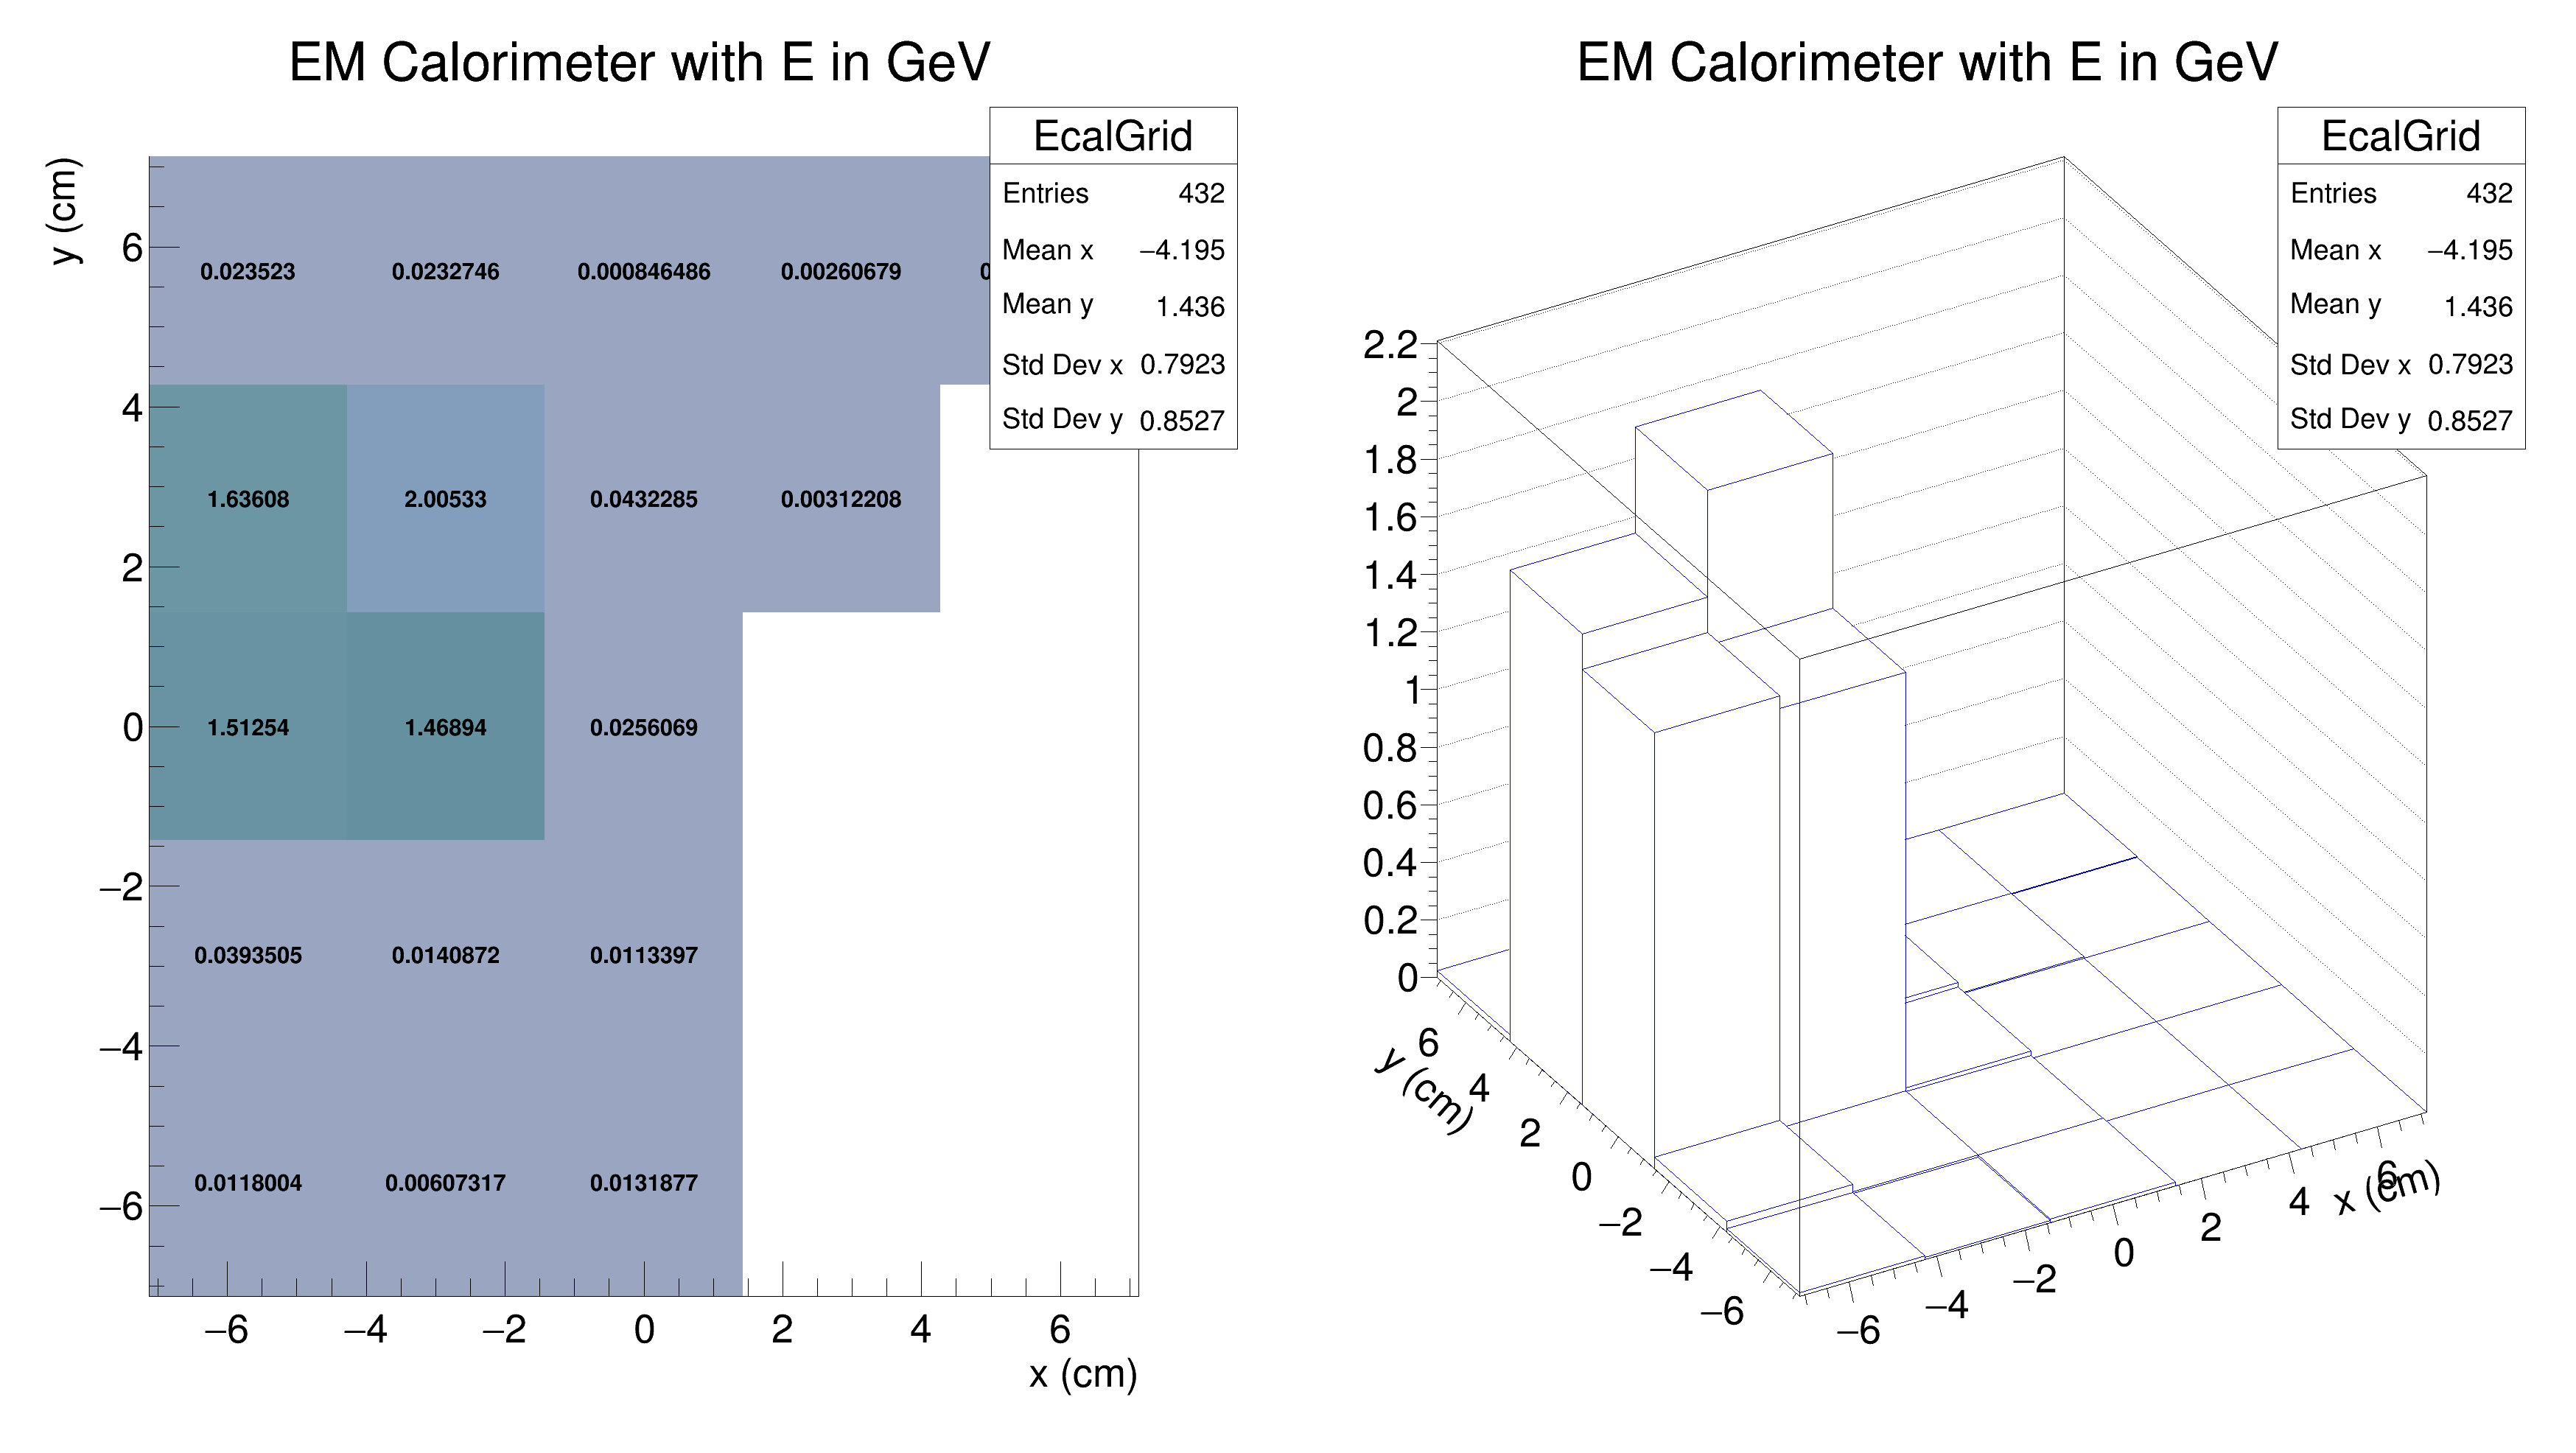 EM Calorimeter with E in GeV
EcalGrid
Entries 432
Mean x −4.195
Mean y 1.436
Std Dev x 0.7923
Std Dev y 0.8527
y (cm)
6
4
2
0
−2
−4
−6
0.023523 0.0232746 0.000846486 0.00260679
1.63608 2.00533 0.0432285 0.00312208
1.51254 1.46894 0.0256069
0.0393505 0.0140872 0.0113397
0.0118004 0.00607317 0.0131877
−6 −4 −2 0 2 4 6
x (cm)
EM Calorimeter with E in GeV
EcalGrid
Entries 432
Mean x −4.195
Mean y 1.436
Std Dev x 0.7923
Std Dev y 0.8527
2.2
2
1.8
1.6
1.4
1.2
1
0.8
0.6
0.4
0.2
0
y (cm)
6
4
2
0
−2
−4
−6
−6 −4 −2 0 2 4 6
x (cm)